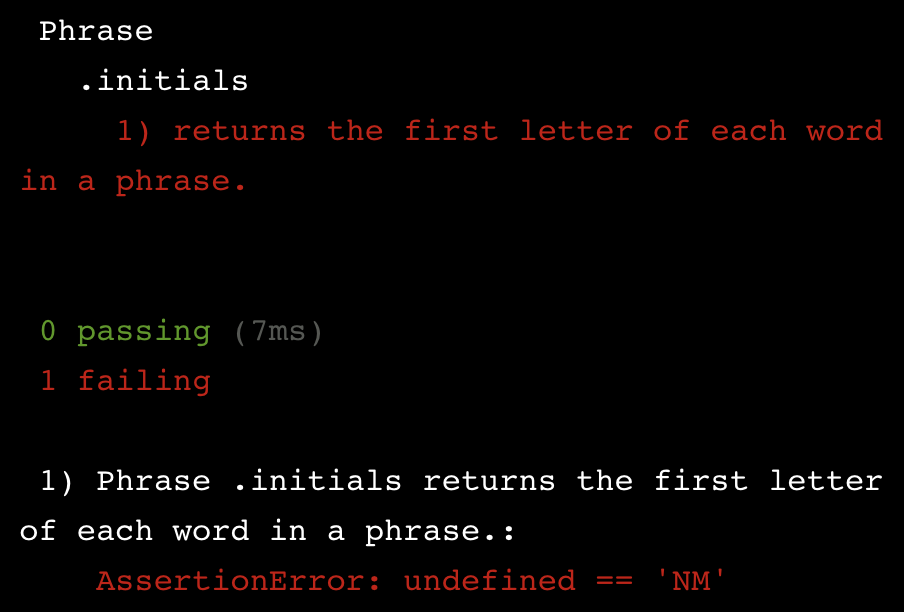 Phrase
.initials
1) returns the first letter of each word
in a phrase.
0 passing (7ms)
1 failing
1) Phrase .initials returns the first letter
of each word in a phrase.:
AssertionError: undefined == 'NM'